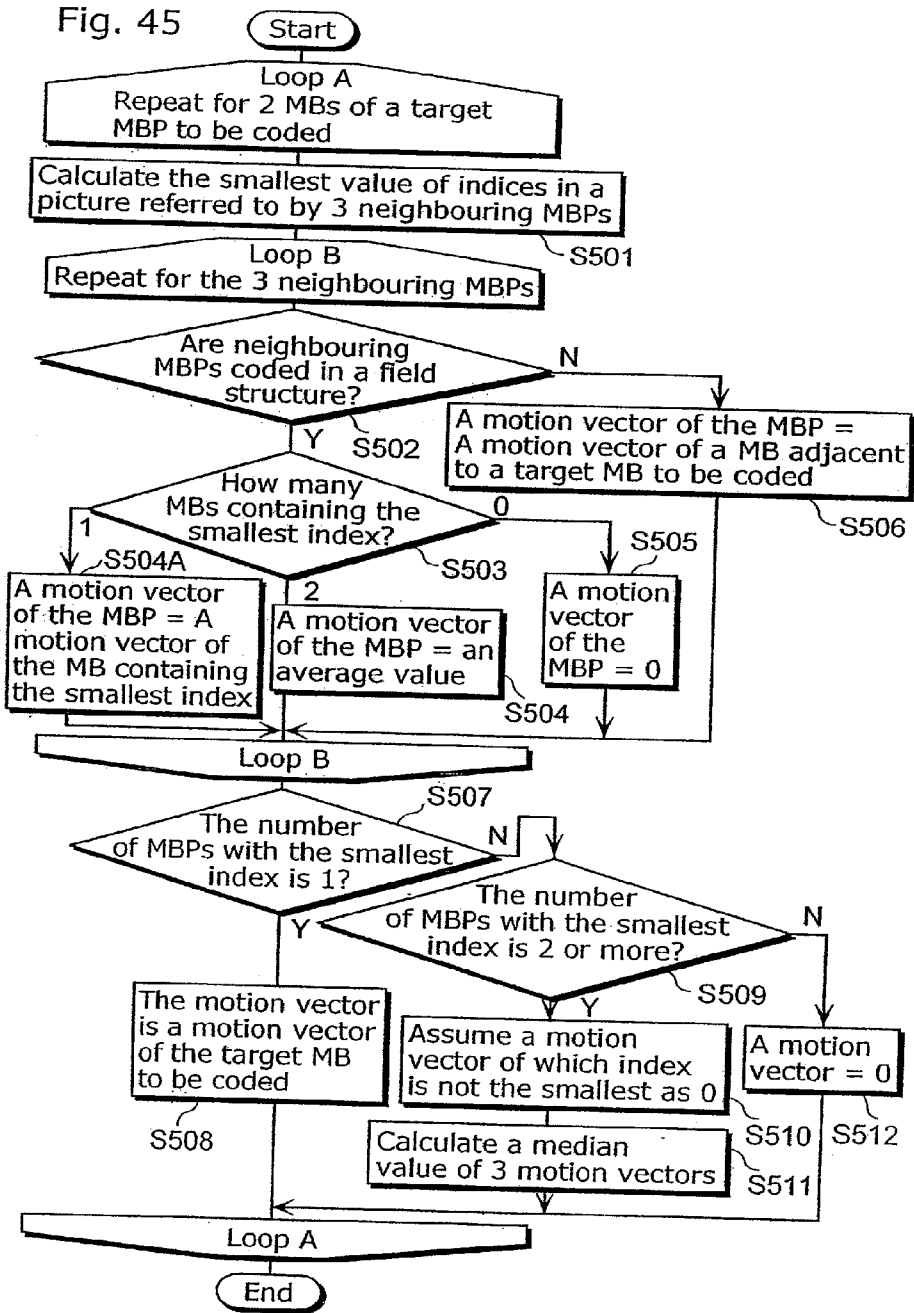 Fig. 45
Start
Loop A
Repeat for 2 MBs of a target
MBP to be coded
Calculate the smallest value of indices in a
picture referred to by 3 neighbouring MBPs
S501
Loop B
Repeat for the 3 neighbouring MBPs
Are neighbouring
MBPs coded in a field
structure?
N
Y
S502
A motion vector of the MBP =
A motion vector of a MB adjacent
to a target MB to be coded
S506
How many
MBs containing the
smallest index?
0
1
2
S503
S504A
A motion vector
of the MBP = A
motion vector of
the MB containing
the smallest index
A motion vector
of the MBP = an
average value
S504
S505
A motion
vector
of the
MBP = 0
Loop B
S507
The number
of MBPs with the smallest
index is 1?
N
Y
The number
of MBPs with the smallest
index is 2 or more?
N
Y
S509
The motion vector
is a motion vector
of the target MB
to be coded
S508
Assume a motion
vector of which index
is not the smallest as 0
S510
A motion
vector = 0
S512
Calculate a median
value of 3 motion vectors
S511
Loop A
End